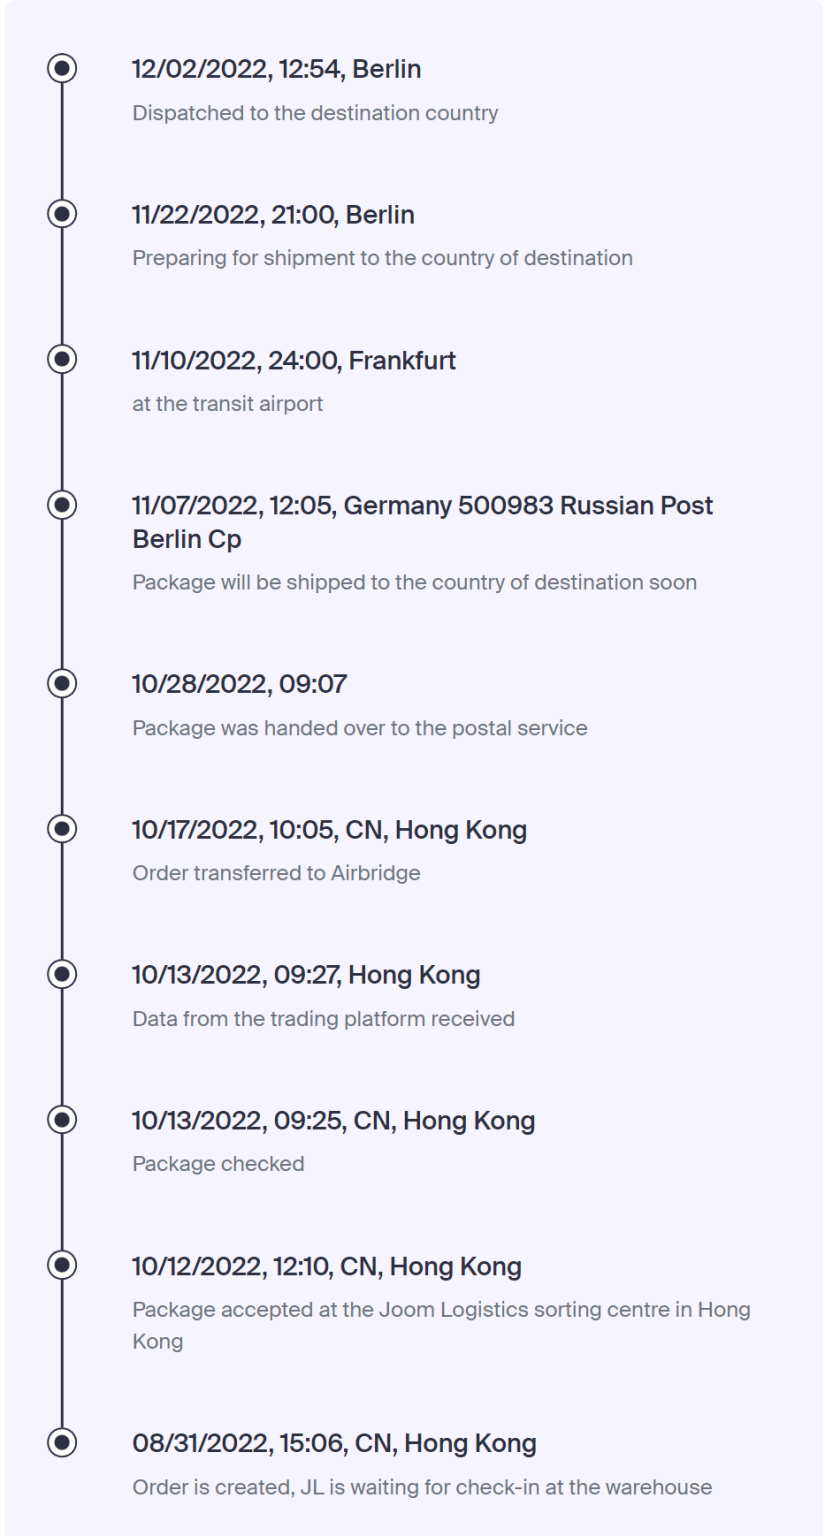 12/02/2022, 12:54, Berlin
Dispatched to the destination country
11/22/2022, 21:00, Berlin
Preparing for shipment to the country of destination
11/10/2022, 24:00, Frankfurt
at the transit airport
11/07/2022, 12:05, Germany 500983 Russian Post
Berlin Cp
Package will be shipped to the country of destination soon
10/28/2022, 09:07
Package was handed over to the postal service
10/17/2022, 10:05, CN, Hong Kong
Order transferred to Airbridge
10/13/2022, 09:27, Hong Kong
Data from the trading platform received
10/13/2022, 09:25, CN, Hong Kong
Package checked
10/12/2022, 12:10, CN, Hong Kong
Package accepted at the Joom Logistics sorting centre in Hong
Kong
08/31/2022, 15:06, CN, Hong Kong
Order is created, JL is waiting for check-in at the warehouse